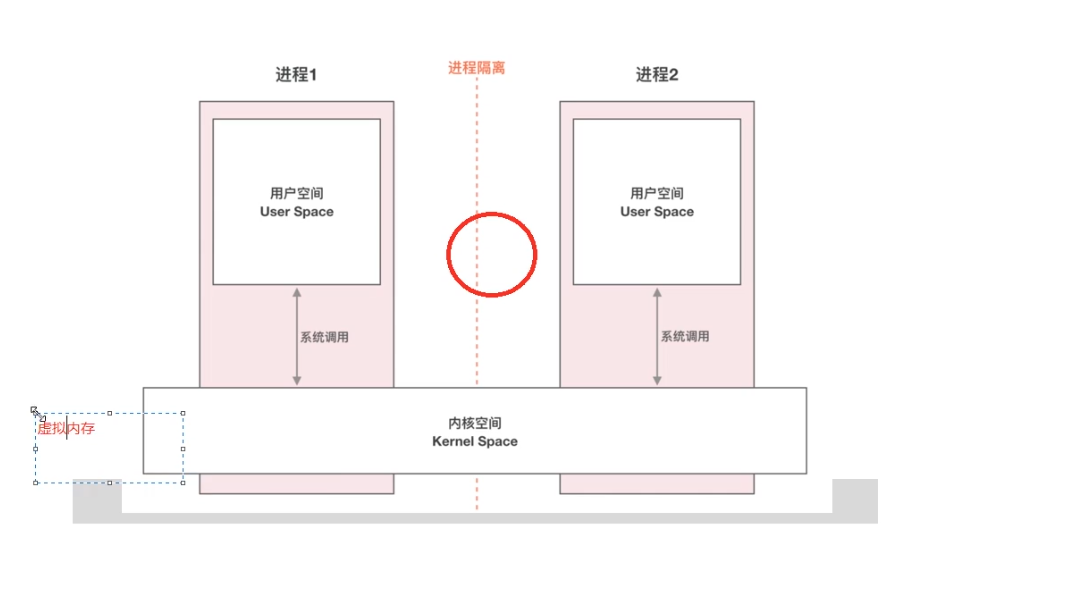 进程1
进程隔离
进程2
用户空间
User Space
用户空间
User Space
系统调用
系统调用
内核空间
Kernel Space
虚拟内存